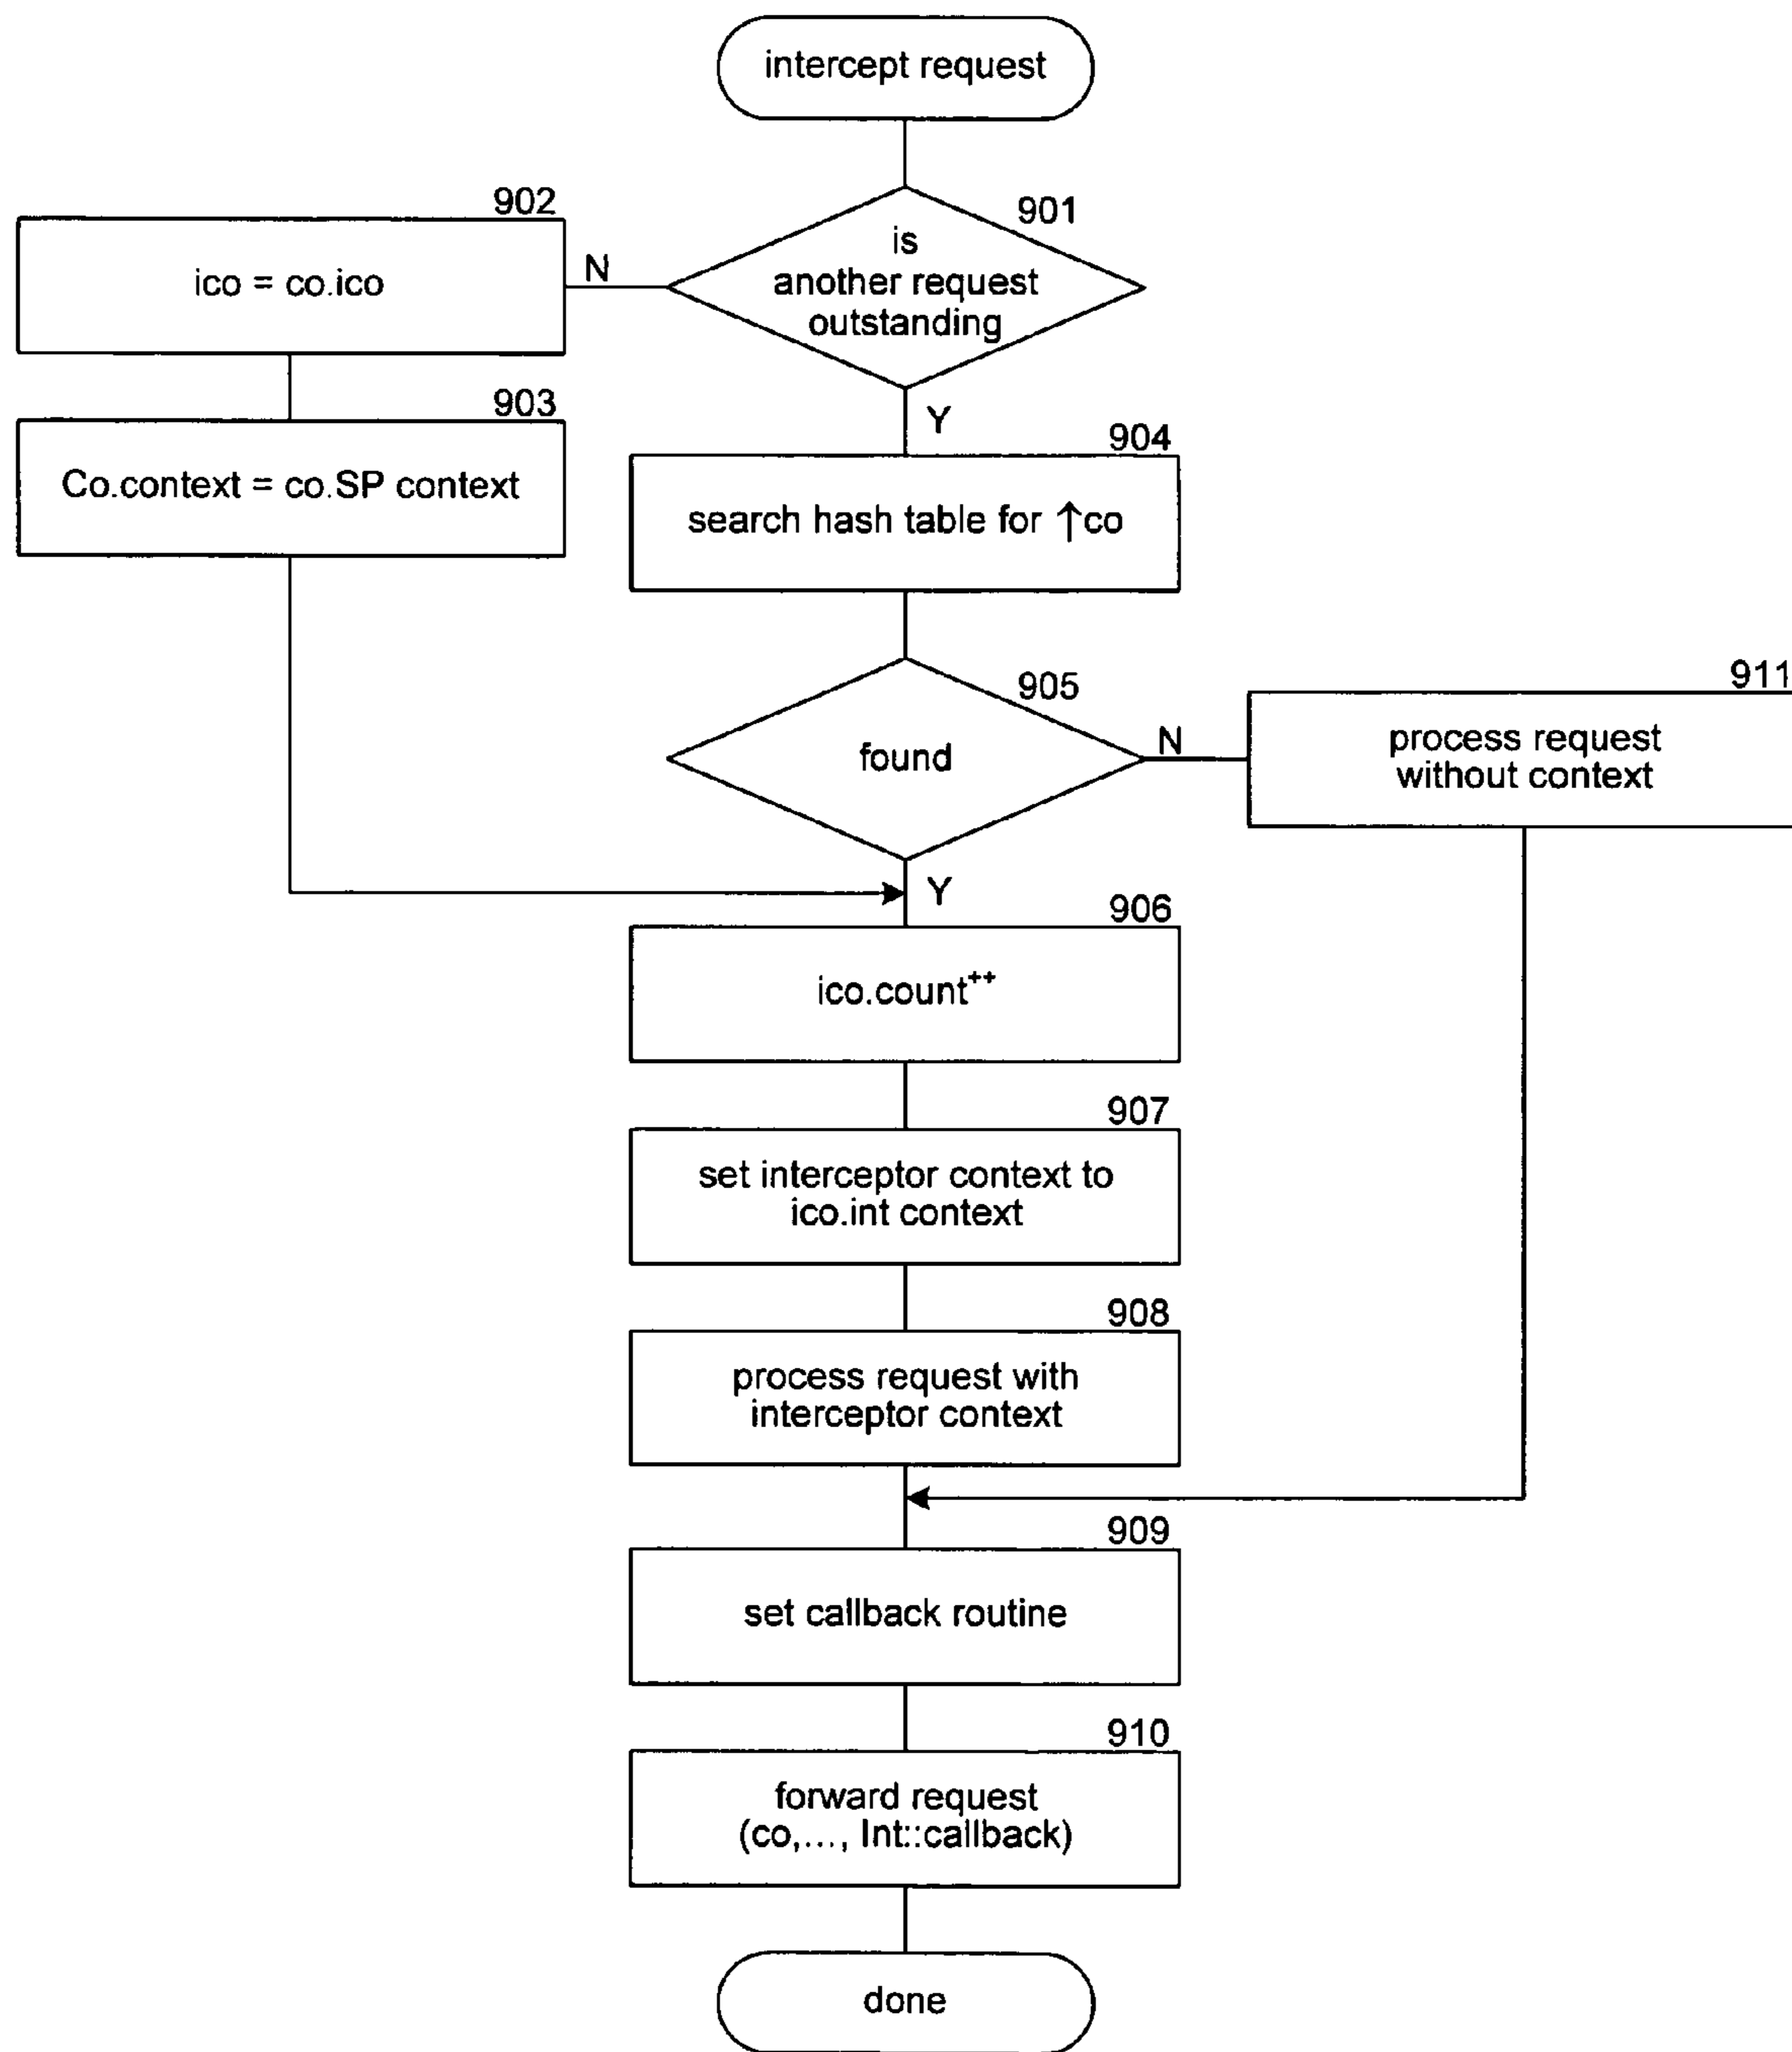 intercept request
901
is
another request
outstanding
N
902
ico = co.ico
903
Co.context = co.SP context
Y
904
search hash table for ↑co
905
found
N
911
process request
without context
Y
906
ico.count++
907
set interceptor context to
ico.int context
908
process request with
interceptor context
909
set callback routine
910
forward request
(co,..., Int::callback)
done